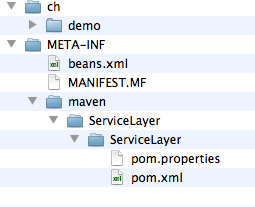 ch
demo
META-INF
beans.xml
MANIFEST.MF
maven
ServiceLayer
ServiceLayer
pom.properties
pom.xml